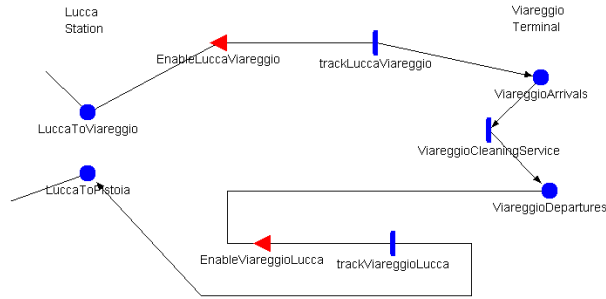 Lucca
Station
Viareggio
Terminal
EnableLuccaViareggio
trackLuccaViareggio
ViareggioArrivals
LuccaToViareggio
ViareggioCleaningService
LuccaToPistoia
ViareggioDepartures
EnableViareggioLucca
trackViareggioLucca